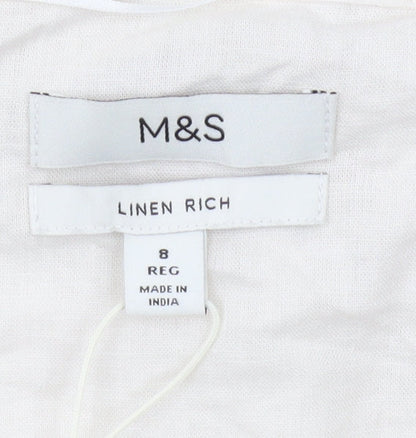 M&S
LINEN RICH
8
REG
MADE IN
INDIA